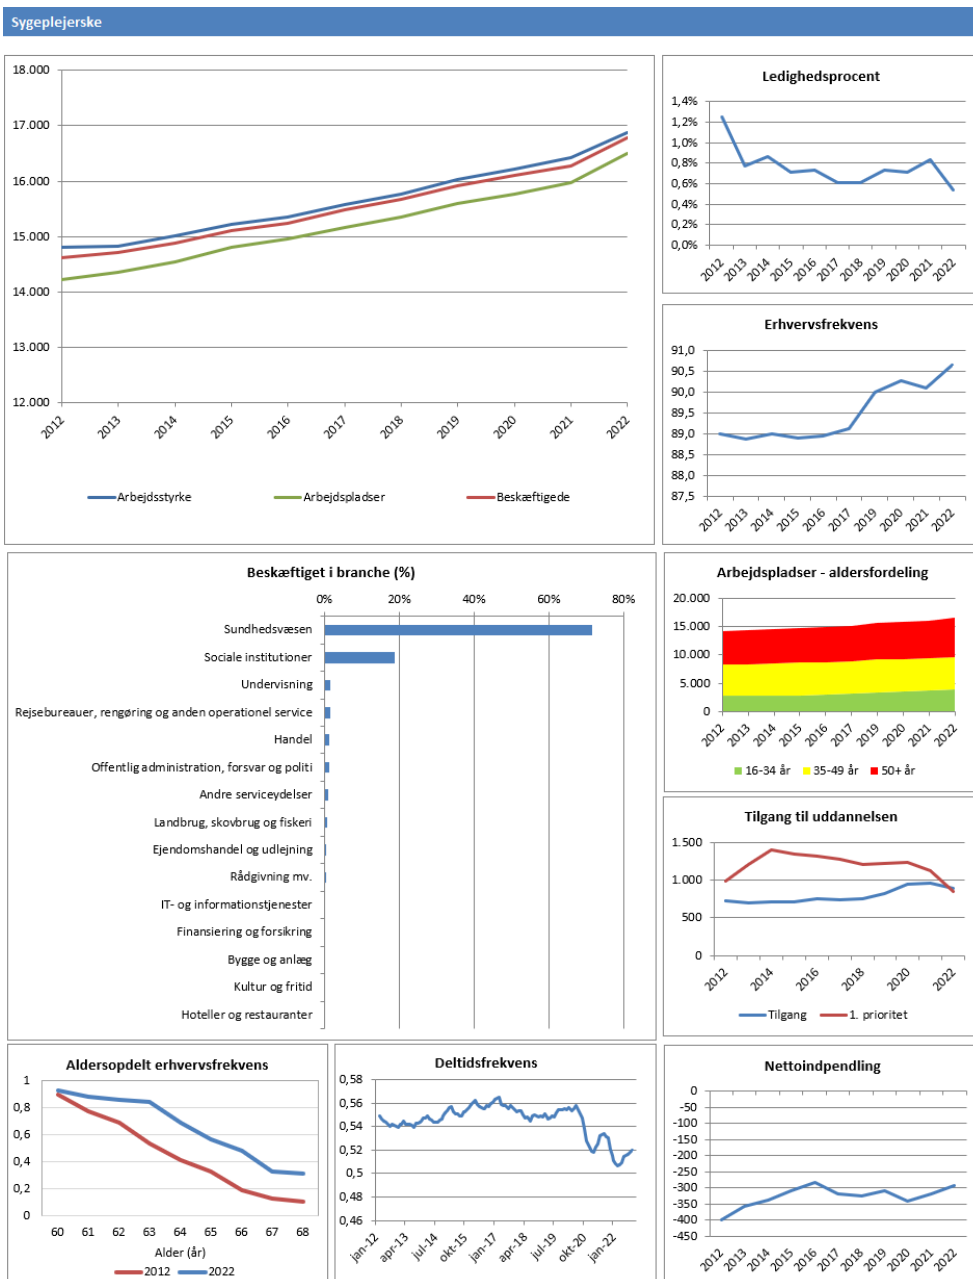 Sygeplejerske
18.000
17.000
16.000
15.000
14.000
13.000
12.000
2012 2013 2014 2015 2016 2017 2018 2019 2020 2021 2022
Arbejdsstyrke Arbejdspladser Beskæftigede
Ledighedsprocent
1,4%
1,2%
1,0%
0,8%
0,6%
0,4%
0,2%
0,0%
2012 2013 2014 2015 2016 2017 2018 2019 2020 2021 2022
Erhvervsfrekvens
91,0
90,5
90,0
89,5
89,0
88,5
88,0
87,5
2012 2013 2014 2015 2016 2017 2019 2020 2021 2022
Beskæftiget i branche (%)
0% 20% 40% 60% 80%
Sundhedsvæsen
Sociale institutioner
Undervisning
Rejsebureauer, rengøring og anden operationel service
Handel
Offentlig administration, forsvar og politi
Andre serviceydelser
Landbrug, skovbrug og fiskeri
Ejendomshandel og udlejning
Rådgivning mv.
IT- og informationstjenester
Finansiering og forsikring
Bygge og anlæg
Kultur og fritid
Hoteller og restauranter
Arbejdspladser - aldersfordeling
20.000
15.000
10.000
5.000
0
2012 2013 2014 2015 2016 2017 2019 2020 2021 2022
16-34 år 35-49 år 50+ år
Tilgang til uddannelsen
1.500
1.000
500
0
2012 2014 2016 2018 2020 2022
Tilgang 1. prioritet
Aldersopdelt erhvervsfrekvens
1
0,8
0,6
0,4
0,2
0
60 61 62 63 64 65 66 67 68
Alder (år)
2012 2022
Deltidsfrekvens
0,58
0,56
0,54
0,52
0,5
0,48
0,46
jan-12 apr-13 jul-14 okt-15 jan-17 apr-18 jul-19 okt-20 jan-22
Nettoindpendling
0
-50
-100
-150
-200
-250
-300
-350
-400
-450
2012 2013 2014 2015 2016 2017 2018 2019 2020 2021 2022